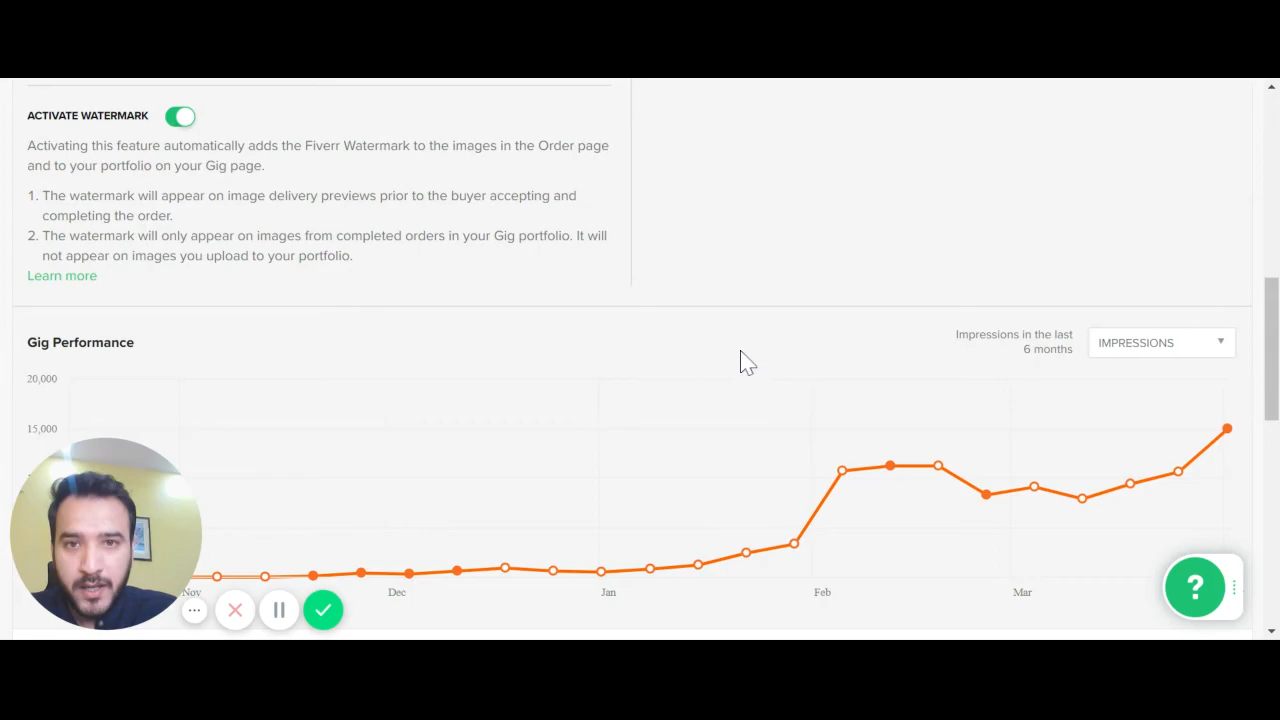 ACTIVATE WATERMARK
Activating this feature automatically adds the Fiverr Watermark to the images in the Order page
and to your portfolio on your Gig page.
1. The watermark will appear on image delivery previews prior to the buyer accepting and
completing the order.
2. The watermark will only appear on images from completed orders in your Gig portfolio. It will
not appear on images you upload to your portfolio.
Learn more
Gig Performance
Impressions in the last
6 months
IMPRESSIONS
20,000
15,000
Nov
Dec
Jan
Feb
Mar
?